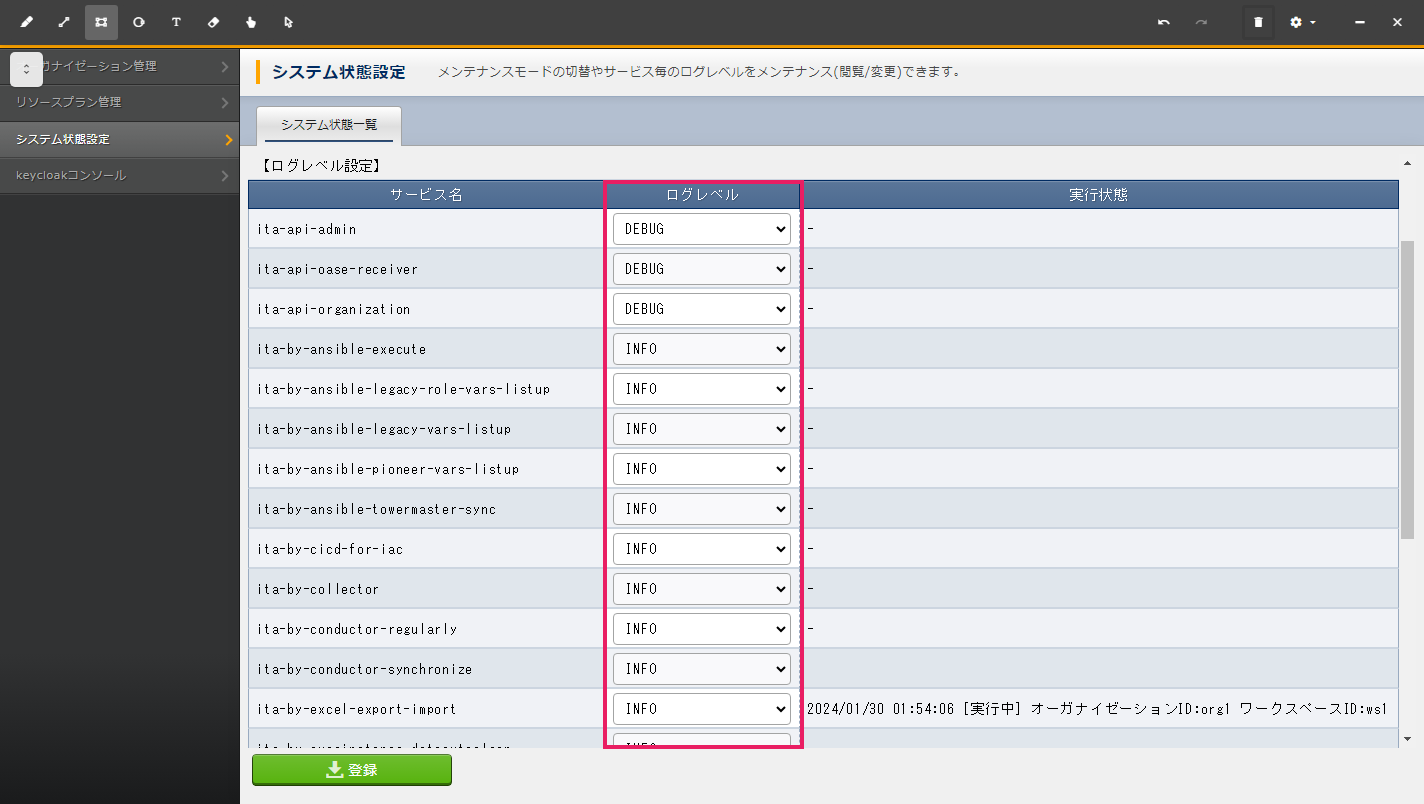 T
ガナイゼーション管理
リソースプラン管理
システム状態設定
keycloakコンソール
システム状態設定 メンテナンスモードの切替やサービス毎のログレベルをメンテナンス(閲覧/変更)できます。
システム状態一覧
【ログレベル設定】
サービス名 ログレベル 実行状態
ita-api-admin DEBUG -
ita-api-oase-receiver DEBUG -
ita-api-organization DEBUG -
ita-by-ansible-execute INFO
ita-by-ansible-legacy-role-vars-listup INFO -
ita-by-ansible-legacy-vars-listup INFO -
ita-by-ansible-pioneer-vars-listup INFO -
ita-by-ansible-towermaster-sync INFO -
ita-by-cicd-for-iac INFO -
ita-by-collector INFO -
ita-by-conductor-regularly INFO -
ita-by-conductor-synchronize INFO
ita-by-excel-export-import INFO 2024/01/30 01:54:06 [実行中] オーガナイゼーションID:org1 ワークスペースID:ws1
INFO
登録